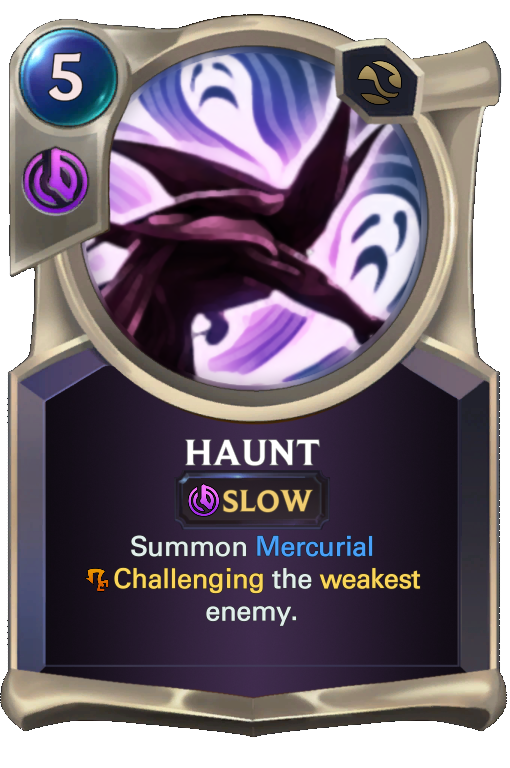 5
HAUNT
SLOW
Summon Mercurial
Challenging the weakest
enemy.